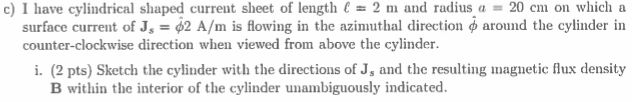 c) I have cylindrical shaped current sheet of length ℓ = 2 m and radius a = 20 cm on which a
surface current of Jₛ = ϕ̂2 A/m is flowing in the azimuthal direction ϕ̂ around the cylinder in
counter-clockwise direction when viewed from above the cylinder.
i. (2 pts) Sketch the cylinder with the directions of Jₛ and the resulting magnetic flux density
B within the interior of the cylinder unambiguously indicated.